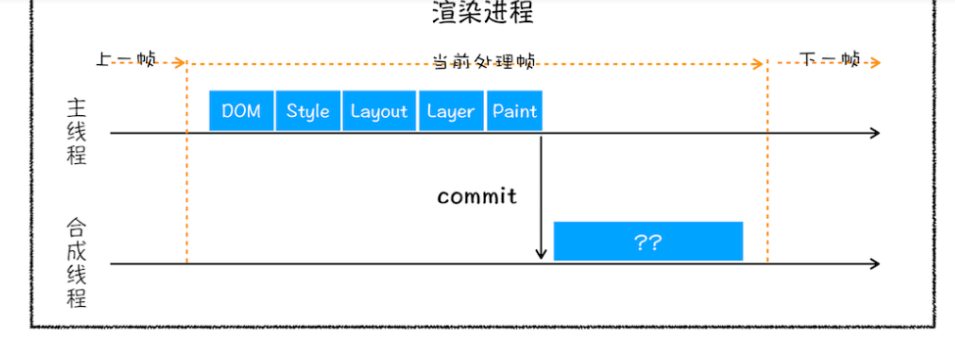 渲染进程
上一帧 当前处理帧 下一帧
主线程
DOM Style Layout Layer Paint
commit
合成线程
??